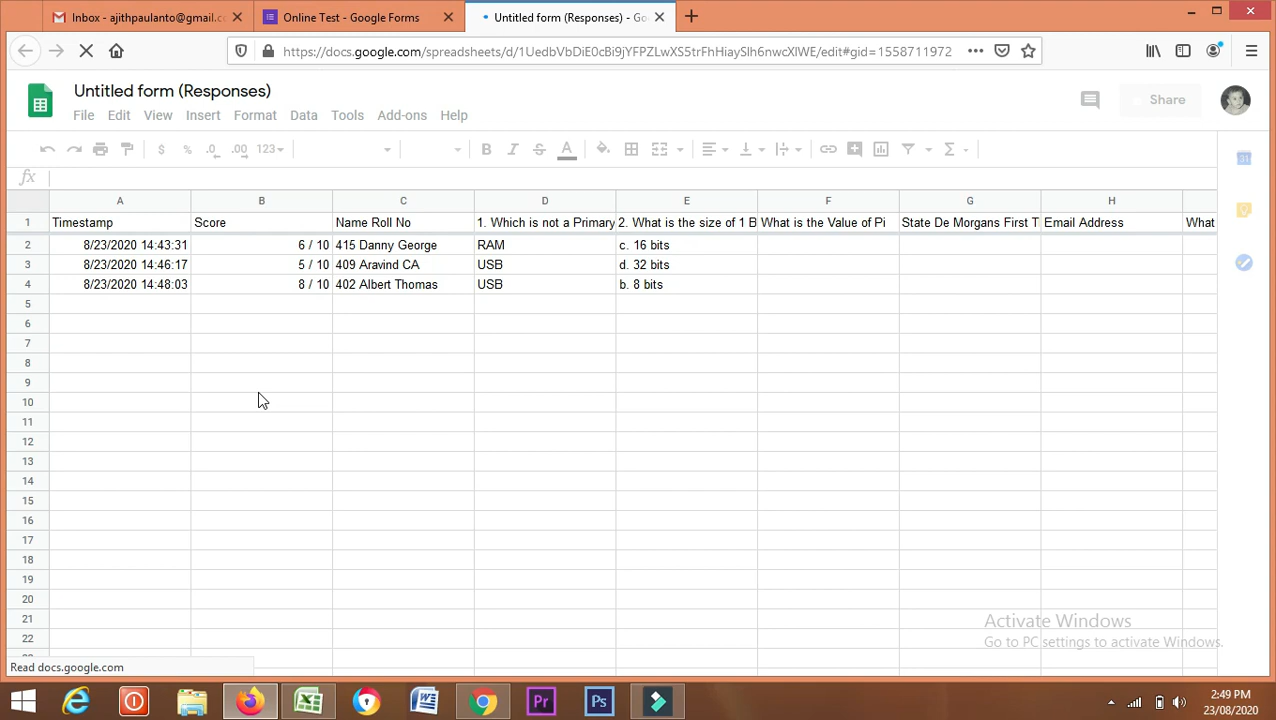 Inbox - ajithpaulanto@gmail.c
Online Test - Google Forms
Untitled form (Responses) - Go
https://docs.google.com/spreadsheets/d/1UedbVbDiE0cBi9jYFPZLwXS5trFhHiaySlh6nwcXlWE/edit#gid=1558711972
Untitled form (Responses)
Share
File Edit View Insert Format Data Tools Add-ons Help
$ % .0 .00 123
B I S A
fx
A B C D E F G H
1 Timestamp Score Name Roll No 1. Which is not a Primary 2. What is the size of 1 B What is the Value of Pi State De Morgans First T Email Address What
2 8/23/2020 14:43:31 6 / 10 415 Danny George RAM c. 16 bits
3 8/23/2020 14:46:17 5 / 10 409 Aravind CA USB d. 32 bits
4 8/23/2020 14:48:03 8 / 10 402 Albert Thomas USB b. 8 bits
5
6
7
8
9
10
11
12
13
14
15
16
17
18
19
20
21
22
Activate Windows
Go to PC settings to activate Windows.
Read docs.google.com
Pr Ps
2:49 PM
23/08/2020